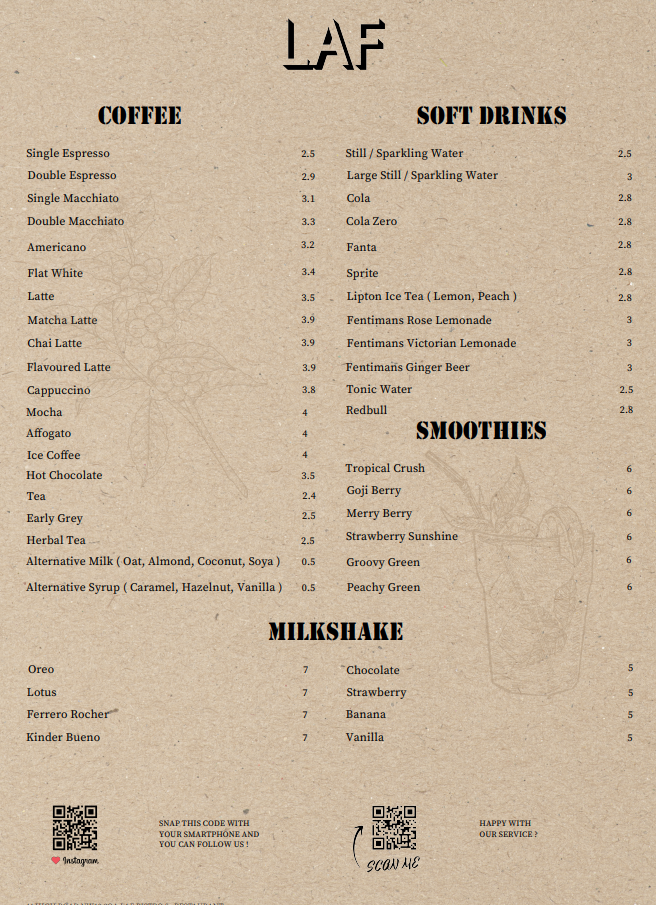 LAF
COFFEE
Single Espresso 2.5
Double Espresso 2.9
Single Macchiato 3.1
Double Macchiato 3.3
Americano 3.2
Flat White 3.4
Latte 3.5
Matcha Latte 3.9
Chai Latte 3.9
Flavoured Latte 3.9
Cappuccino 3.8
Mocha 4
Affogato 4
Ice Coffee 4
Hot Chocolate 3.5
Tea 2.4
Early Grey 2.5
Herbal Tea 2.5
Alternative Milk ( Oat, Almond, Coconut, Soya ) 0.5
Alternative Syrup ( Caramel, Hazelnut, Vanilla ) 0.5
SOFT DRINKS
Still / Sparkling Water 2.5
Large Still / Sparkling Water 3
Cola 2.8
Cola Zero 2.8
Fanta 2.8
Sprite 2.8
Lipton Ice Tea ( Lemon, Peach ) 2.8
Fentimans Rose Lemonade 3
Fentimans Victorian Lemonade 3
Fentimans Ginger Beer 3
Tonic Water 2.5
Redbull 2.8
SMOOTHIES
Tropical Crush 6
Goji Berry 6
Merry Berry 6
Strawberry Sunshine 6
Groovy Green 6
Peachy Green 6
MILKSHAKE
Oreo 7
Lotus 7
Ferrero Rocher 7
Kinder Bueno 7
Chocolate 5
Strawberry 5
Banana 5
Vanilla 5
Instagram
SNAP THIS CODE WITH
YOUR SMARTPHONE AND
YOU CAN FOLLOW US !
SCAN ME
HAPPY WITH
OUR SERVICE ?